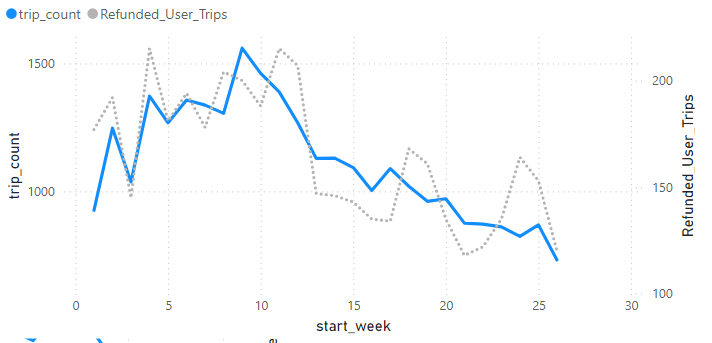 trip_count Refunded_User_Trips
1500
1000
trip_count
200
150
100
Refunded_User_Trips
0 5 10 15 20 25 30
start_week